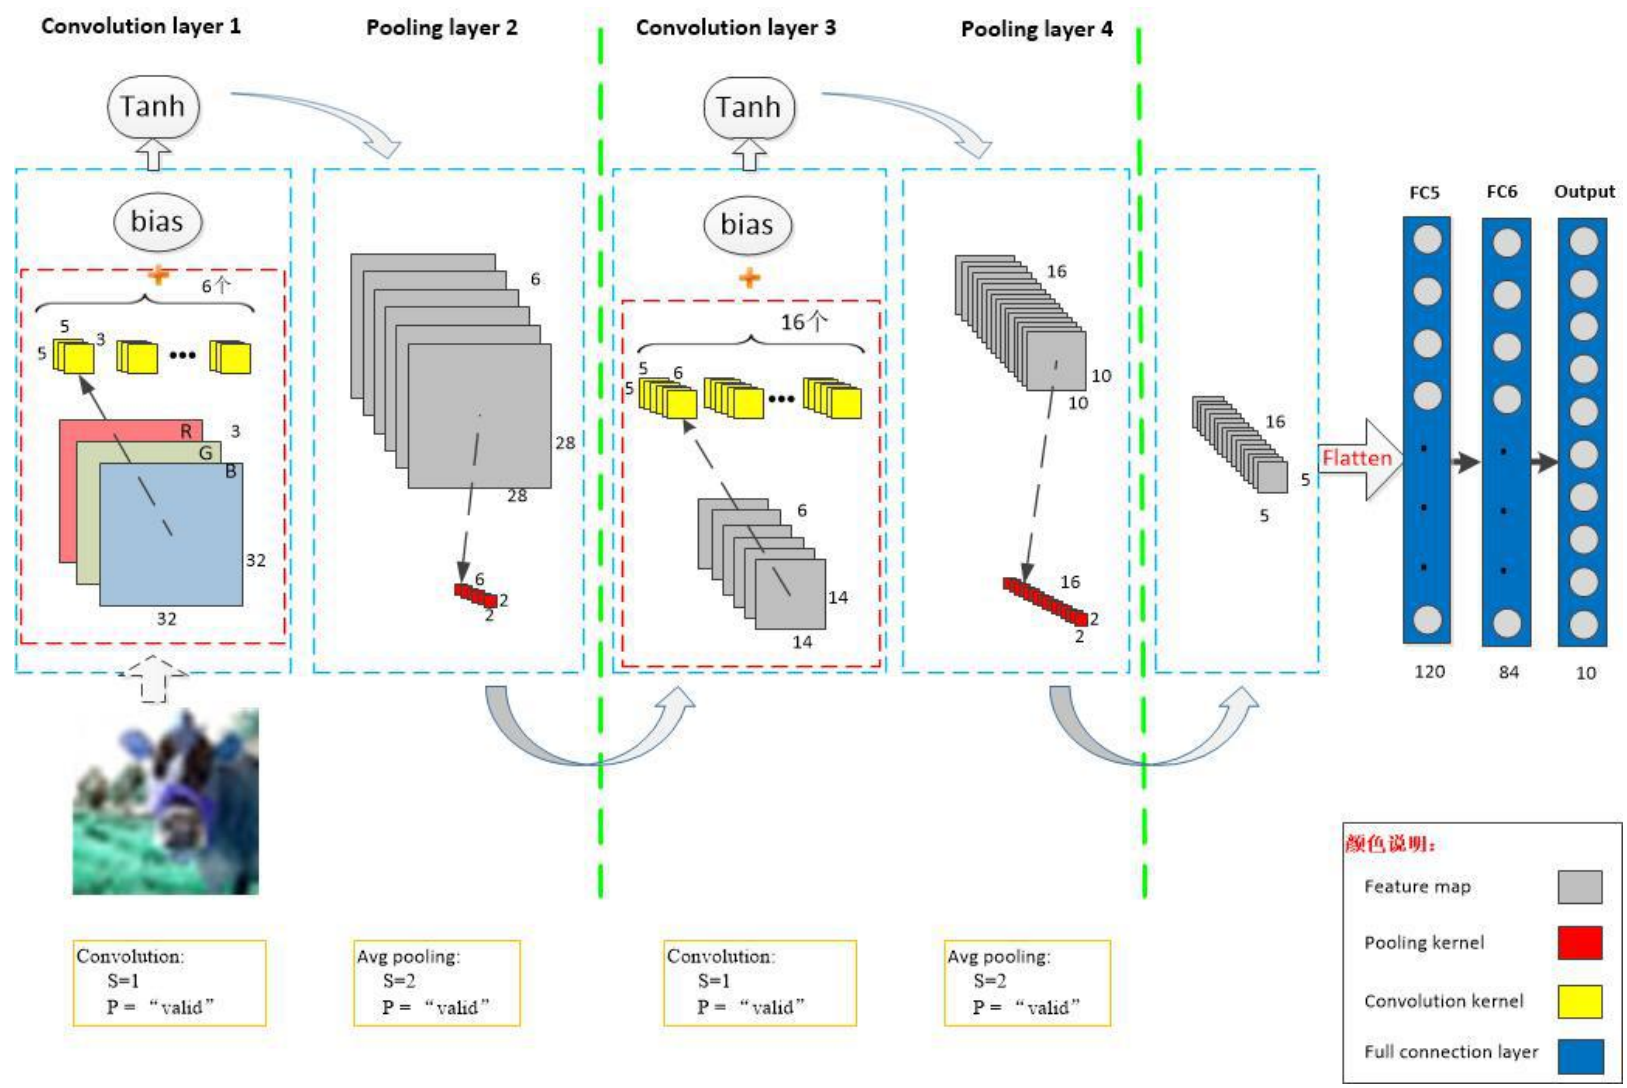 Convolution layer 1
Pooling layer 2
Convolution layer 3
Pooling layer 4
Tanh
bias
6个
5
5
3
R
G
B
3
32
32
6
28
28
6
2
2
Tanh
bias
16个
5
5
6
6
14
14
16
10
10
16
2
2
16
5
5
Flatten
FC5
FC6
Output
120
84
10
Convolution:
S=1
P = “valid”
Avg pooling:
S=2
P = “valid”
Convolution:
S=1
P = “valid”
Avg pooling:
S=2
P = “valid”
颜色说明：
Feature map
Pooling kernel
Convolution kernel
Full connection layer